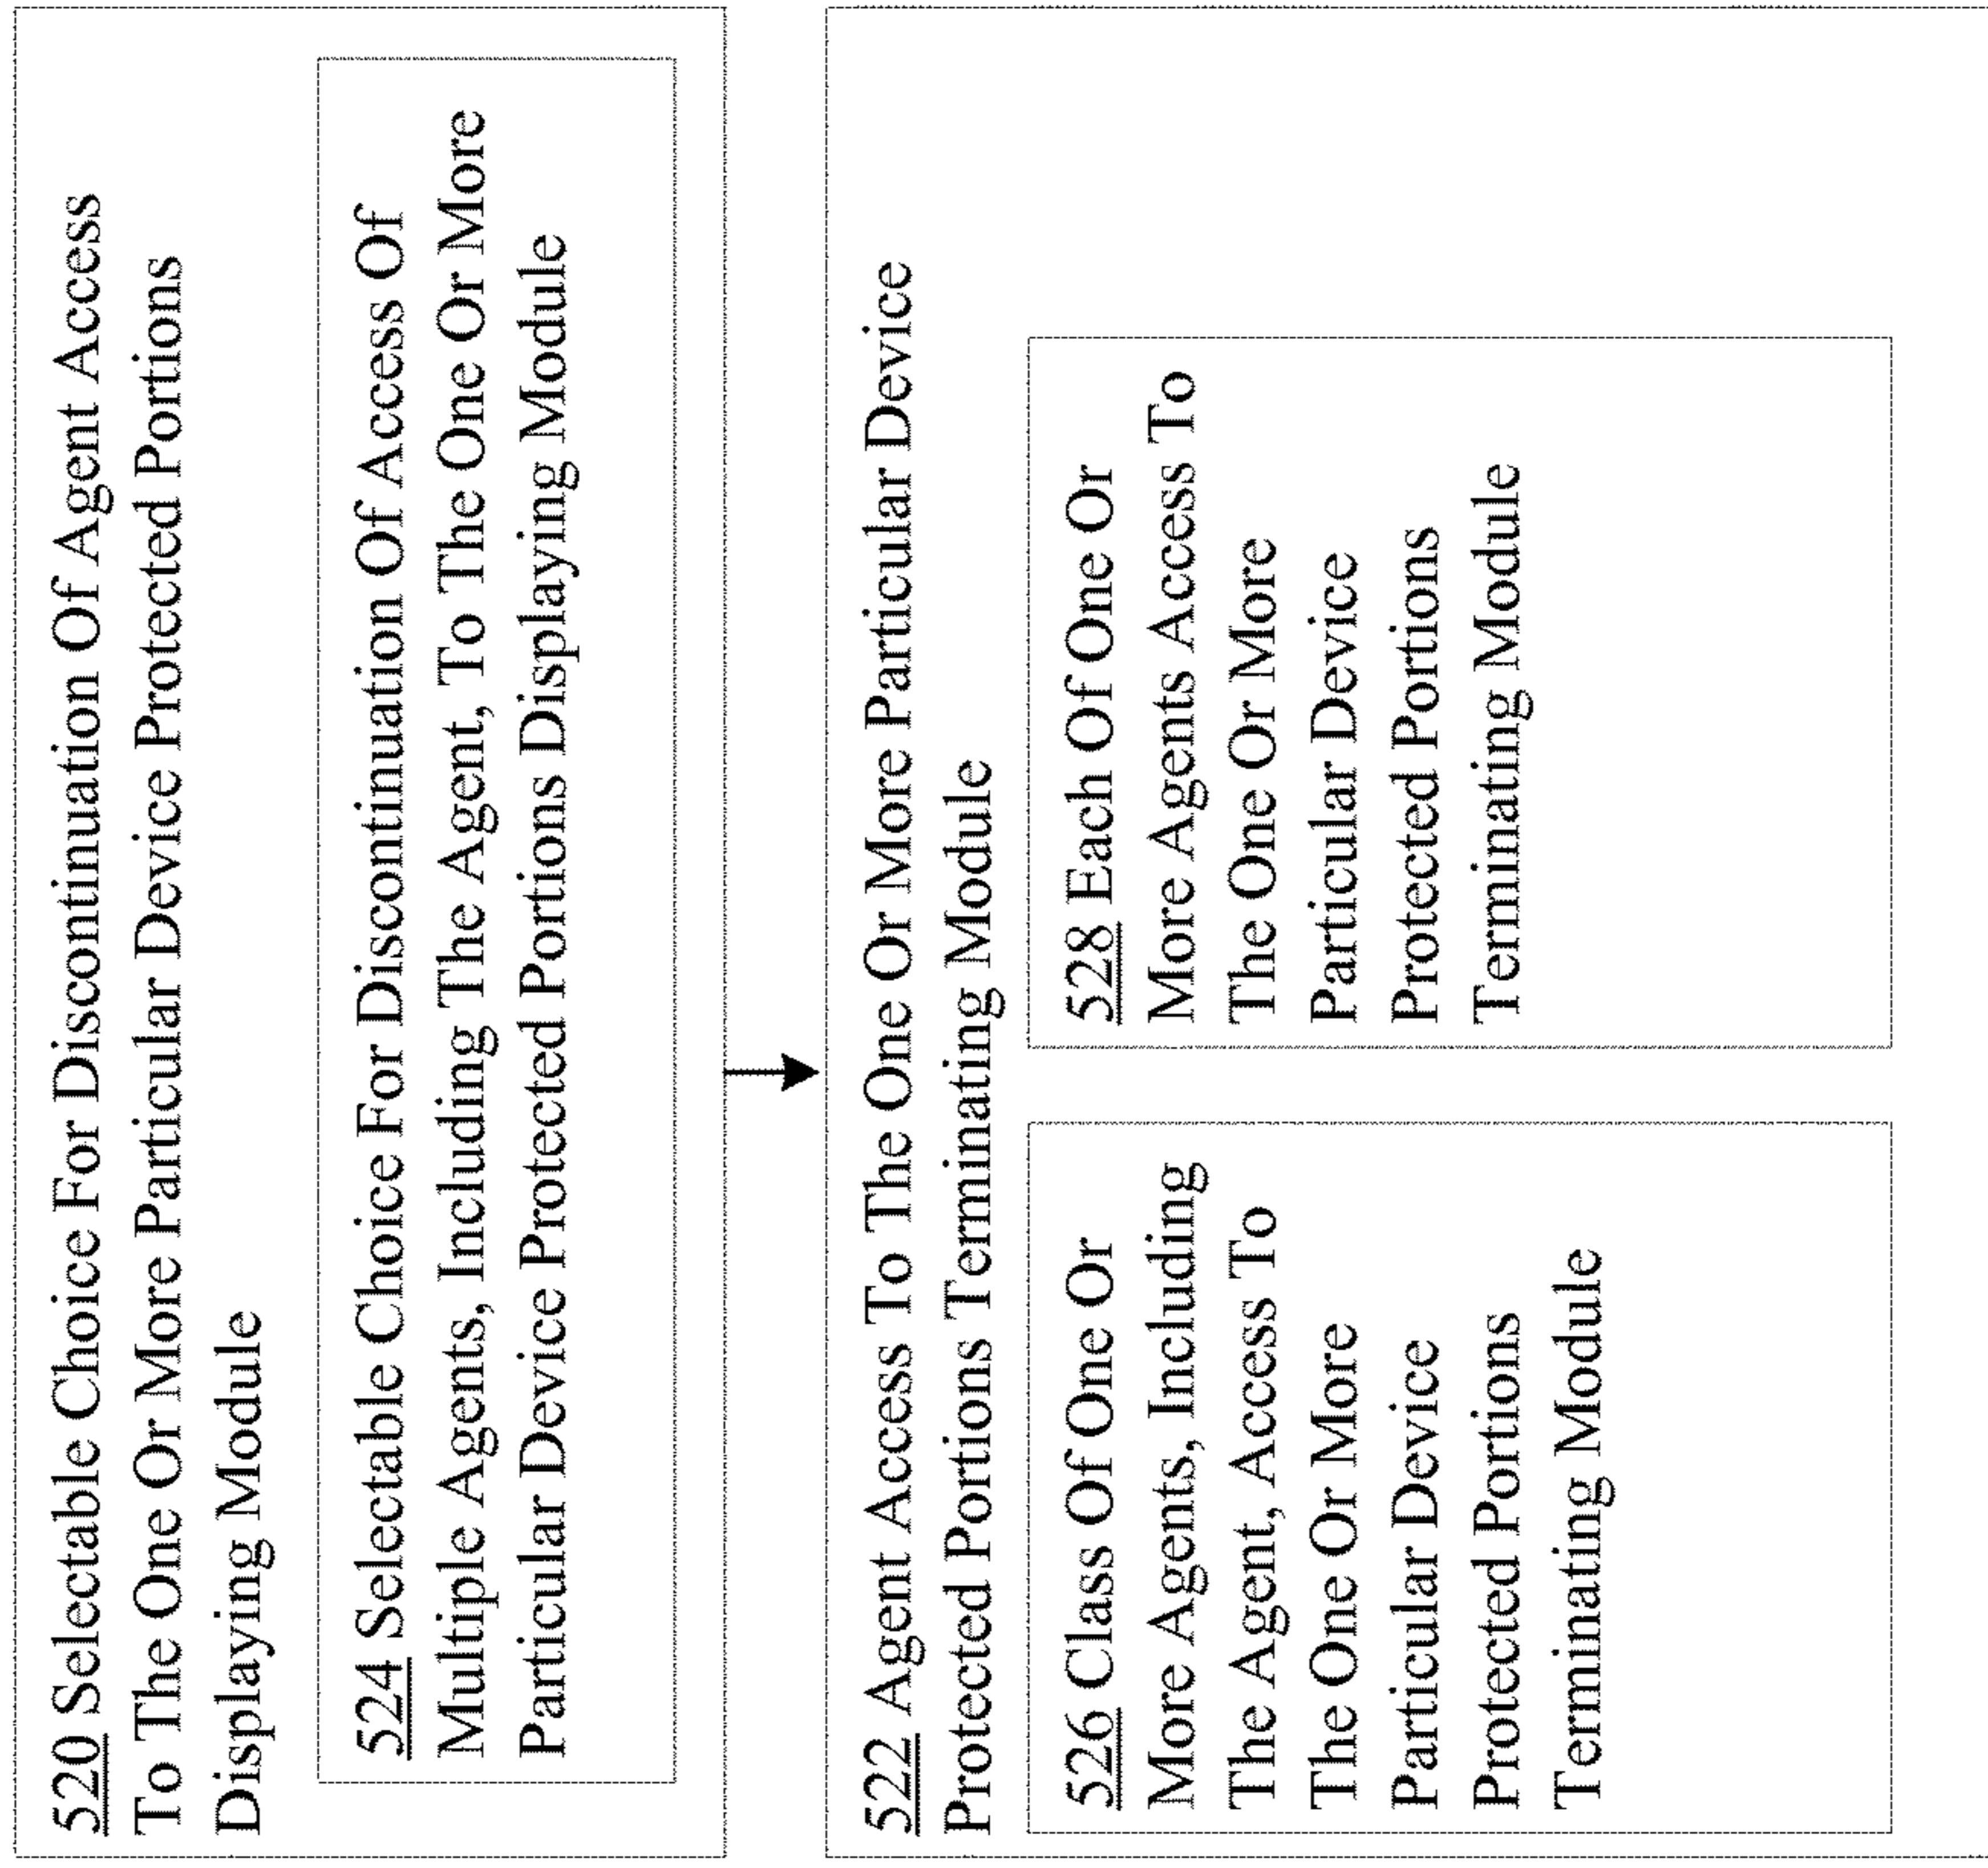 520 Selectable Choice For Discontinuation Of Agent Access
To The One Or More Particular Device Protected Portions
Displaying Module
524 Selectable Choice For Discontinuation Of Access Of
Multiple Agents, Including The Agent, To The One Or More
Particular Device Protected Portions Displaying Module
522 Agent Access To The One Or More Particular Device
Protected Portions Terminating Module
526 Class Of One Or
More Agents, Including
The Agent, Access To
The One Or More
Particular Device
Protected Portions
Terminating Module
528 Each Of One Or
More Agents Access To
The One Or More
Particular Device
Protected Portions
Terminating Module